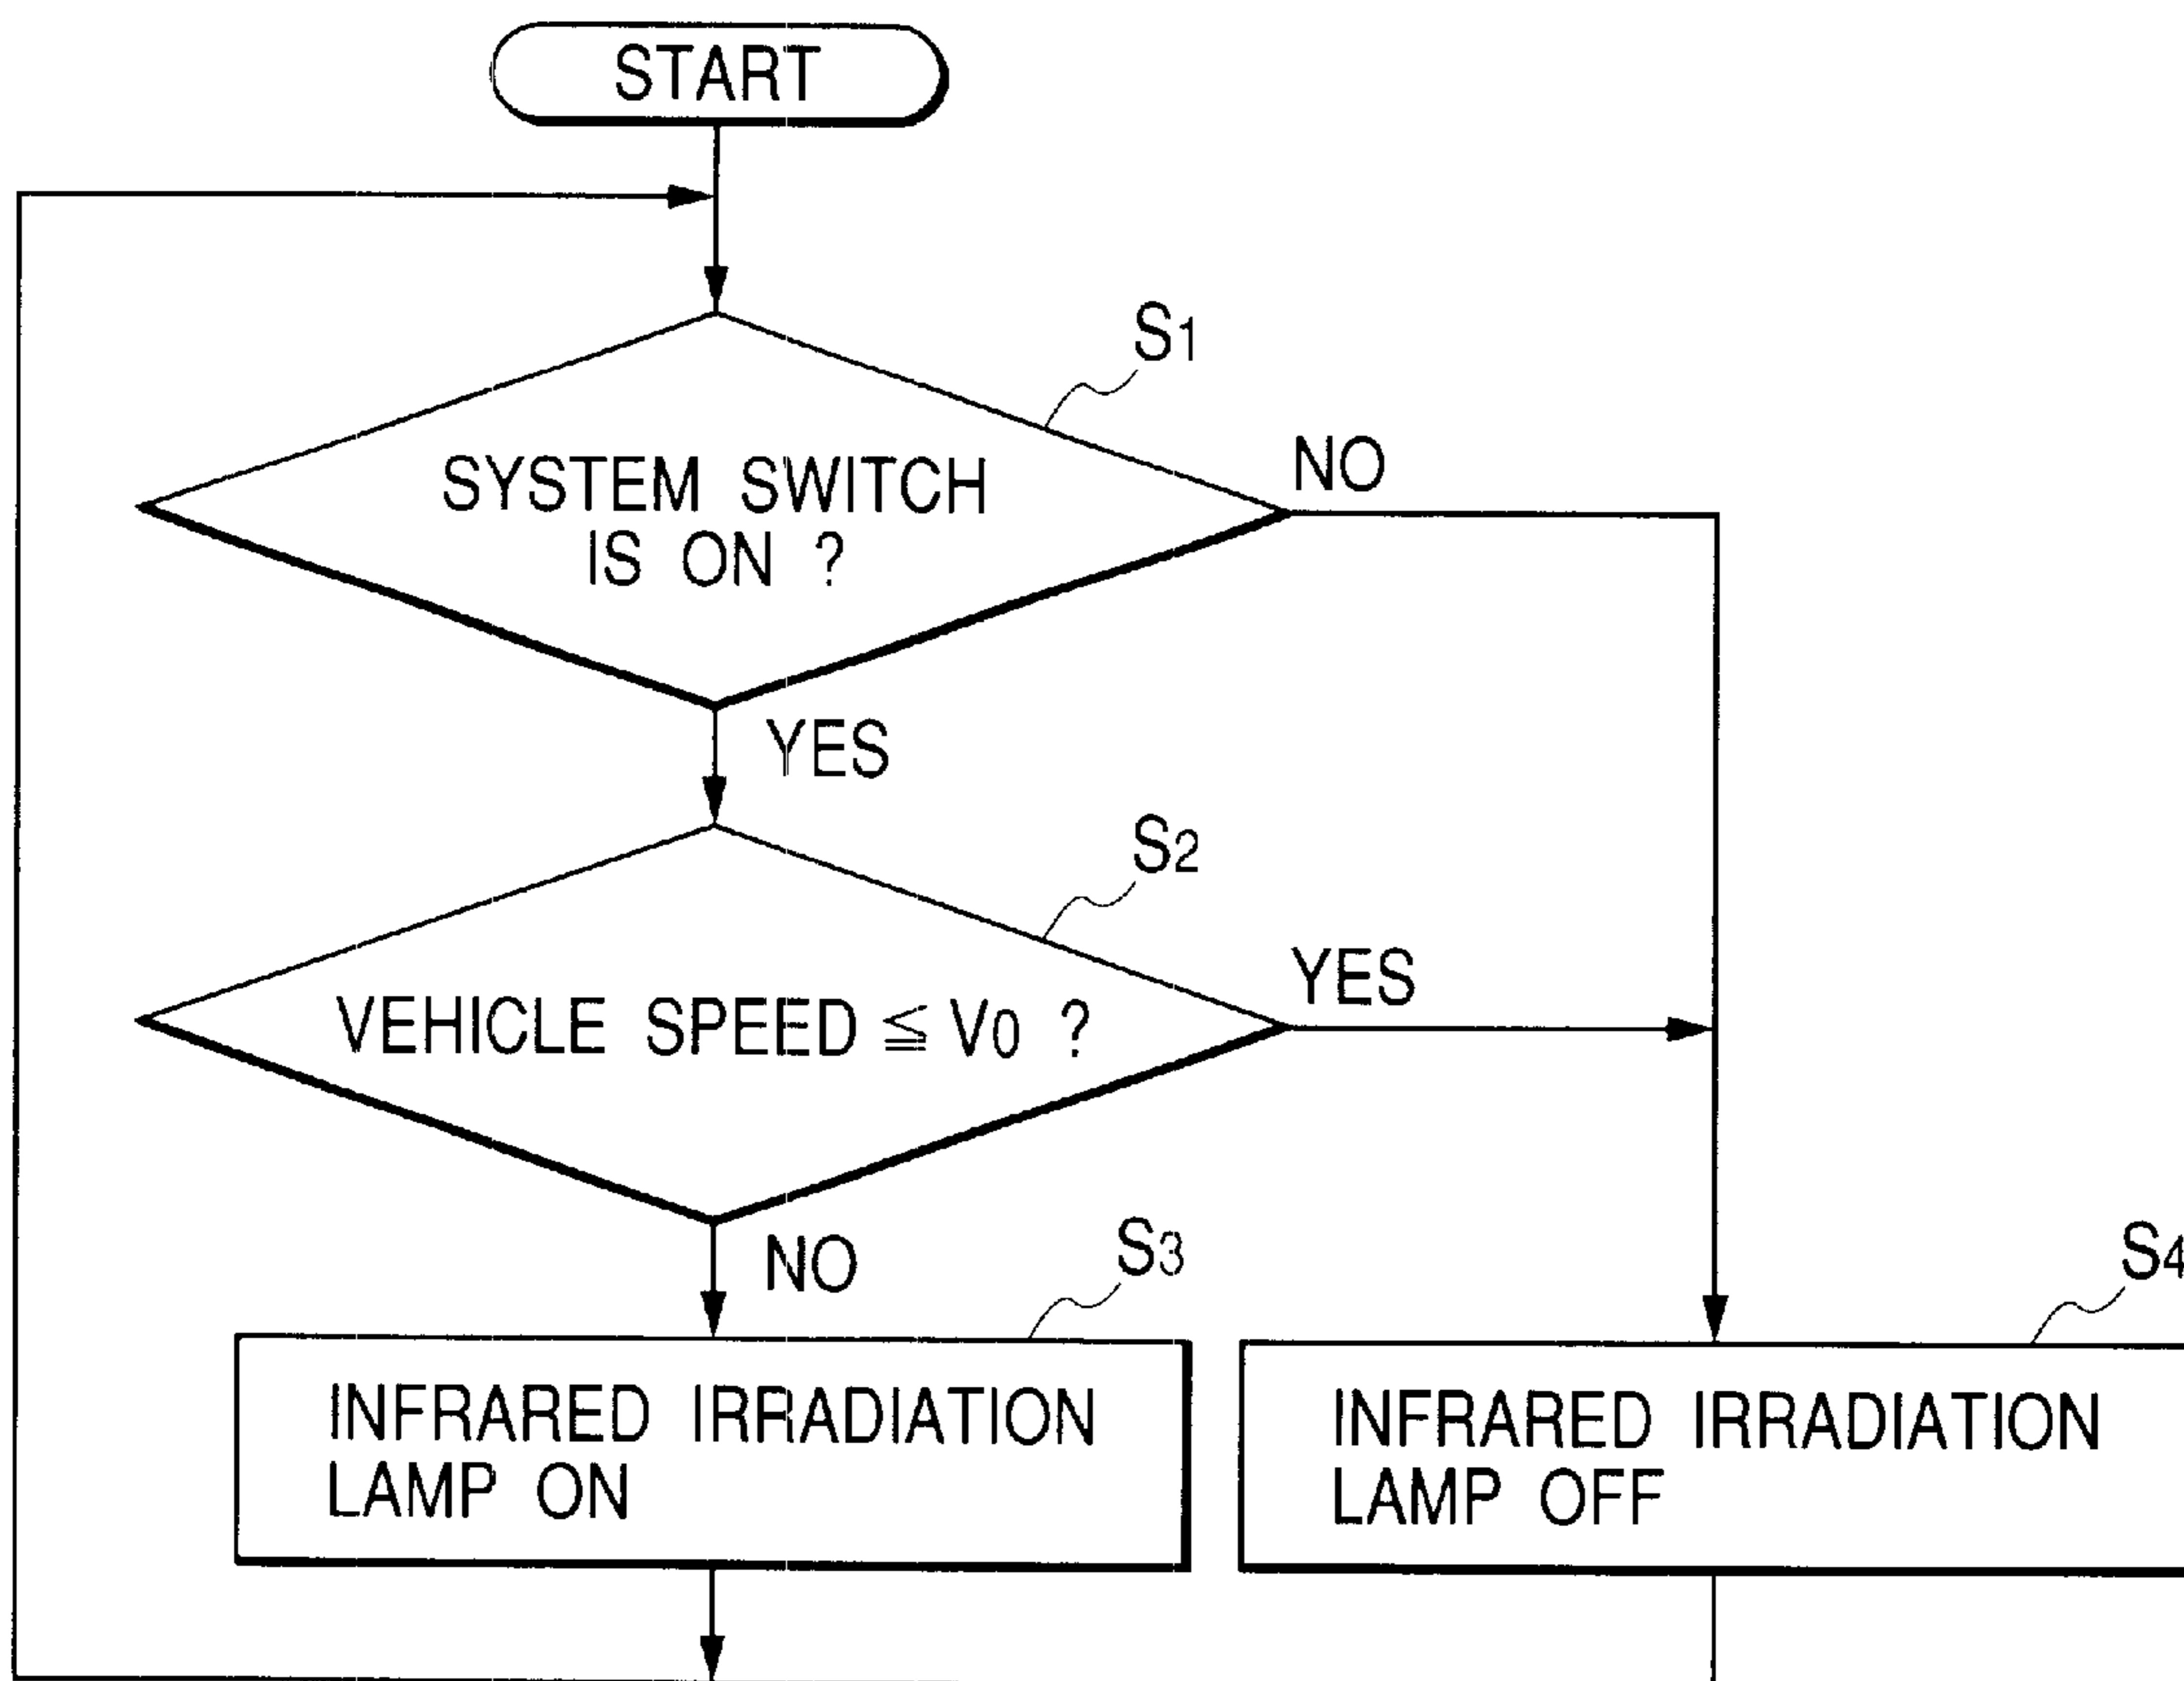 START
S1
SYSTEM SWITCH
IS ON ?
NO
YES
S2
VEHICLE SPEED ≦ V0 ?
YES
NO
S3
S4
INFRARED IRRADIATION
LAMP ON
INFRARED IRRADIATION
LAMP OFF